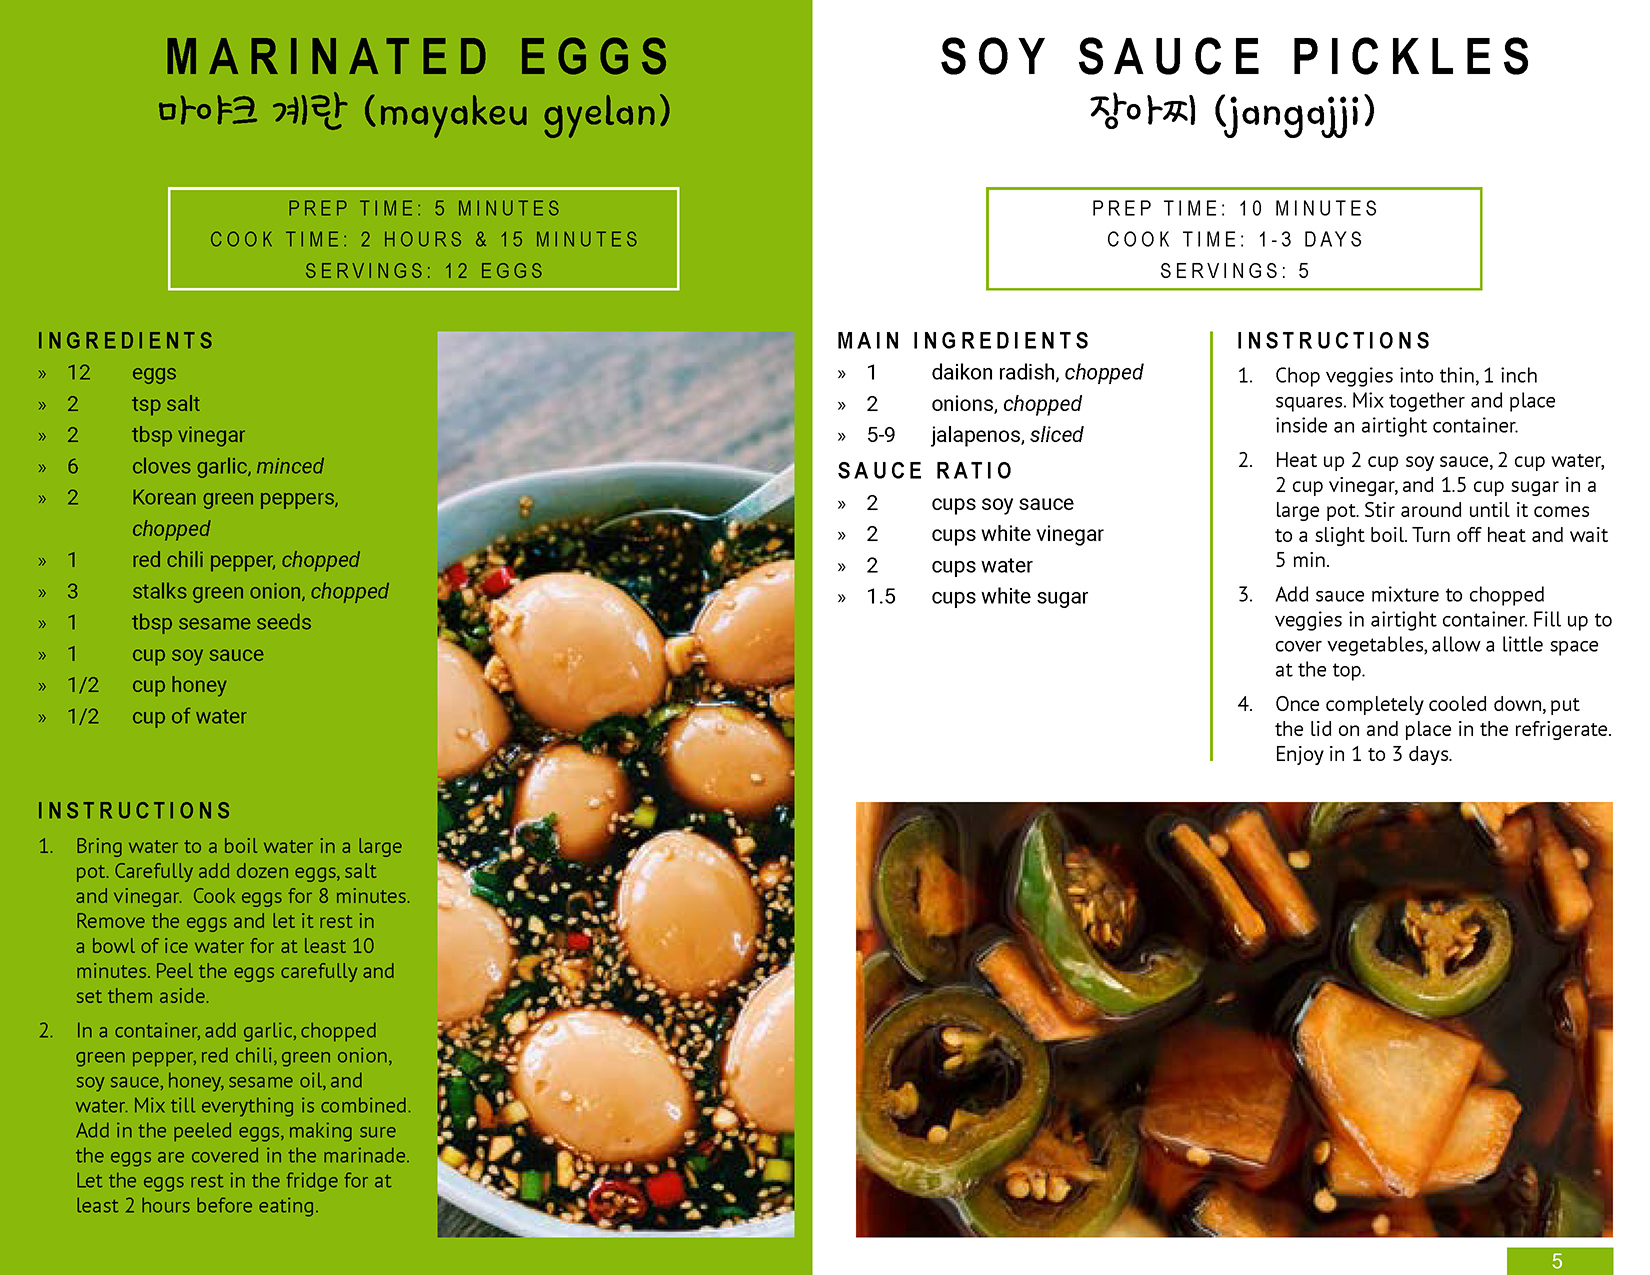 MARINATED EGGS
마야크 계란 (mayakeu gyelan)
PREP TIME: 5 MINUTES
COOK TIME: 2 HOURS & 15 MINUTES
SERVINGS: 12 EGGS
INGREDIENTS
» 12 eggs
» 2 tsp salt
» 2 tbsp vinegar
» 6 cloves garlic, minced
» 2 Korean green peppers,
chopped
» 1 red chili pepper, chopped
» 3 stalks green onion, chopped
» 1 tbsp sesame seeds
» 1 cup soy sauce
» 1/2 cup honey
» 1/2 cup of water
INSTRUCTIONS
1. Bring water to a boil water in a large
pot. Carefully add dozen eggs, salt
and vinegar. Cook eggs for 8 minutes.
Remove the eggs and let it rest in
a bowl of ice water for at least 10
minutes. Peel the eggs carefully and
set them aside.
2. In a container, add garlic, chopped
green pepper, red chili, green onion,
soy sauce, honey, sesame oil, and
water. Mix till everything is combined.
Add in the peeled eggs, making sure
the eggs are covered in the marinade.
Let the eggs rest in the fridge for at
least 2 hours before eating.
SOY SAUCE PICKLES
장아찌 (jangajji)
PREP TIME: 10 MINUTES
COOK TIME: 1-3 DAYS
SERVINGS: 5
MAIN INGREDIENTS
» 1 daikon radish, chopped
» 2 onions, chopped
» 5-9 jalapenos, sliced
SAUCE RATIO
» 2 cups soy sauce
» 2 cups white vinegar
» 2 cups water
» 1.5 cups white sugar
INSTRUCTIONS
1. Chop veggies into thin, 1 inch
squares. Mix together and place
inside an airtight container.
2. Heat up 2 cup soy sauce, 2 cup water,
2 cup vinegar, and 1.5 cup sugar in a
large pot. Stir around until it comes
to a slight boil. Turn off heat and wait
5 min.
3. Add sauce mixture to chopped
veggies in airtight container. Fill up to
cover vegetables, allow a little space
at the top.
4. Once completely cooled down, put
the lid on and place in the refrigerate.
Enjoy in 1 to 3 days.
5